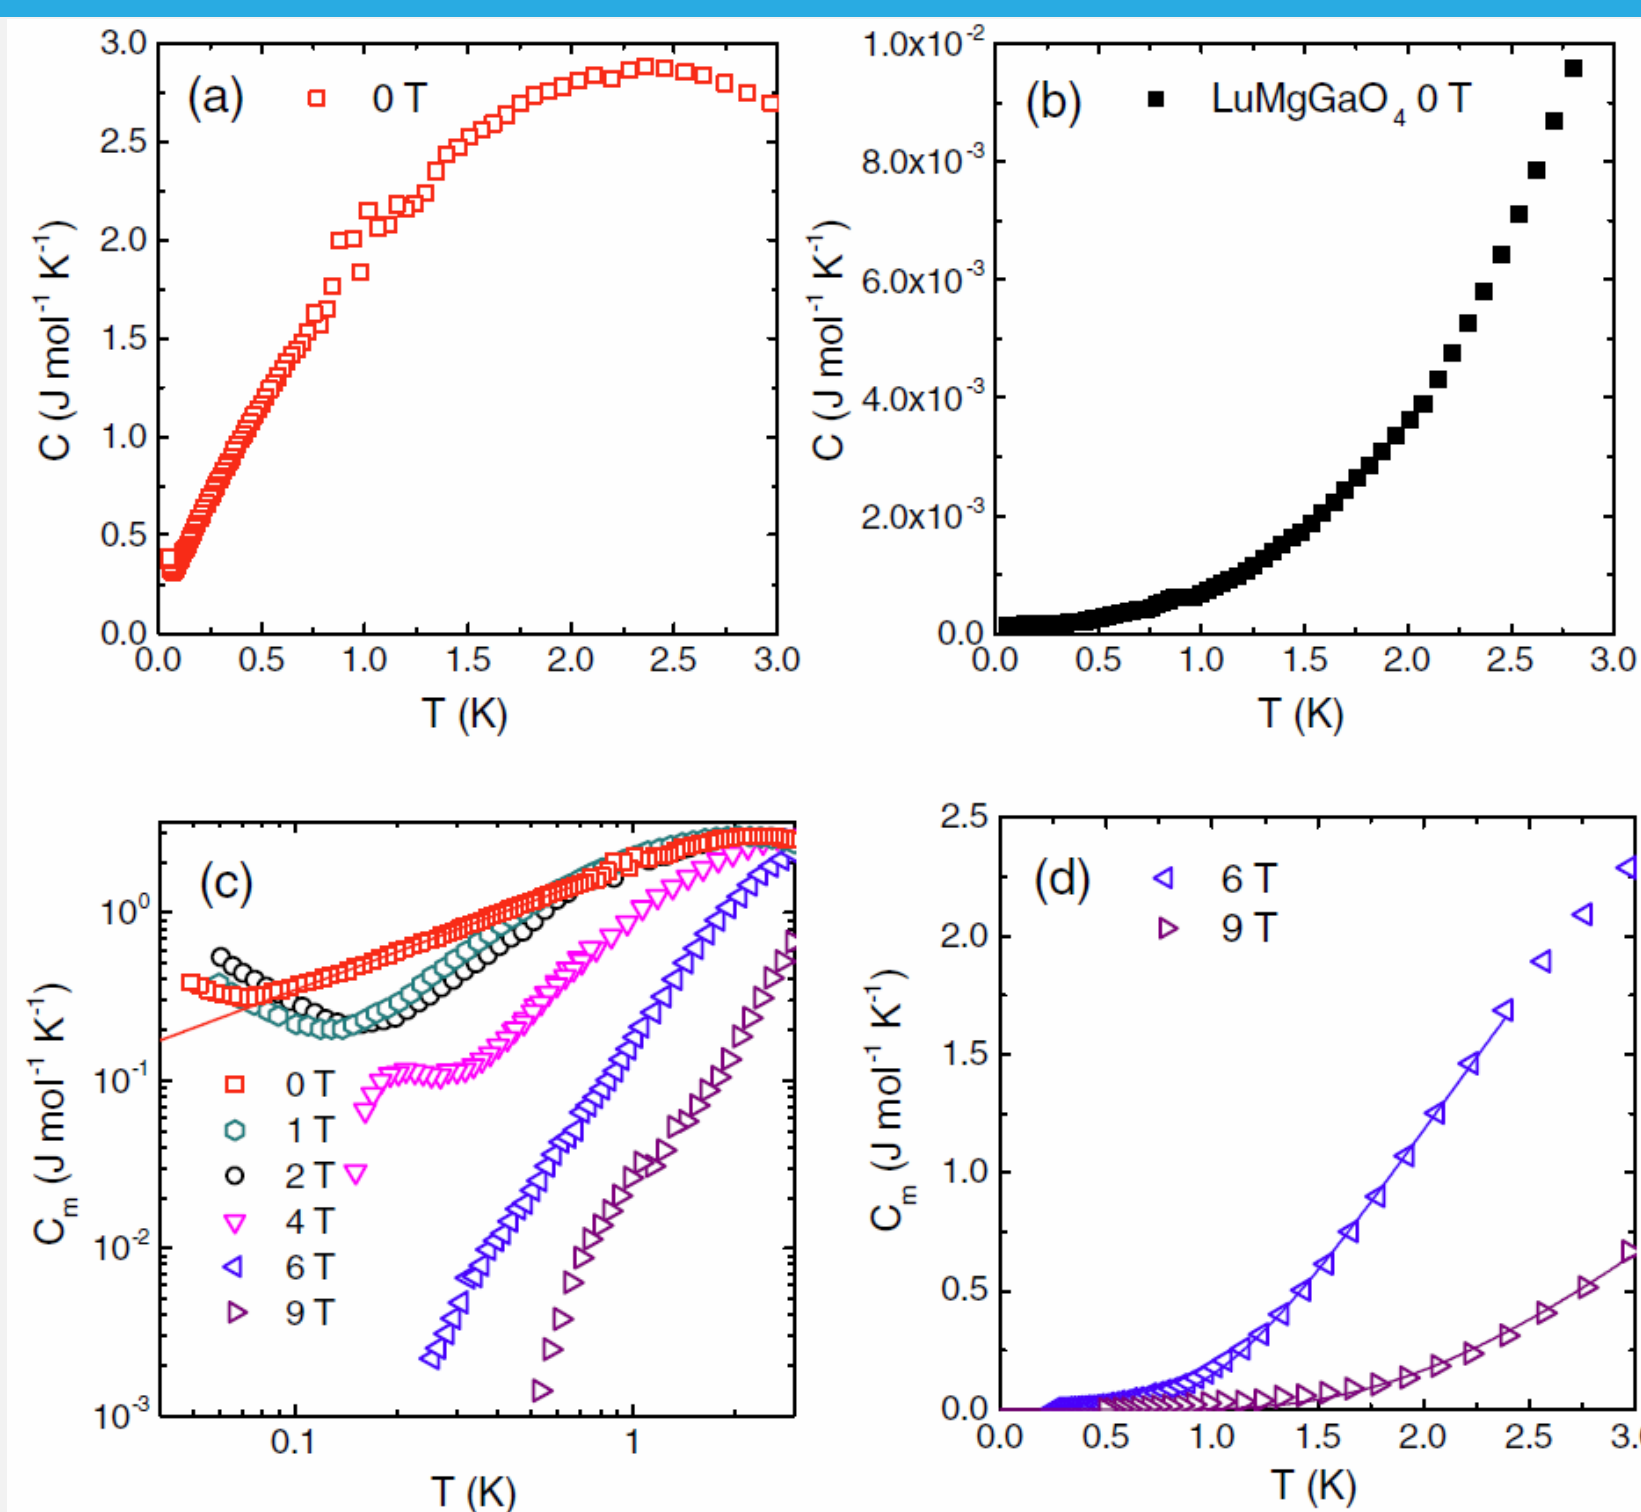 (a) 0 T
3.0
2.5
2.0
1.5
1.0
0.5
0.0
C (J mol⁻¹ K⁻¹)
0.0 0.5 1.0 1.5 2.0 2.5 3.0
T (K)
(b) LuMgGaO₄ 0 T
1.0x10⁻²
8.0x10⁻³
6.0x10⁻³
4.0x10⁻³
2.0x10⁻³
0.0
C (J mol⁻¹ K⁻¹)
0.0 0.5 1.0 1.5 2.0 2.5 3.0
T (K)
(c)
10⁰
10⁻¹
10⁻²
10⁻³
Cₘ (J mol⁻¹ K⁻¹)
0 T
1 T
2 T
4 T
6 T
9 T
0.1 1
T (K)
(d) 6 T
9 T
2.5
2.0
1.5
1.0
0.5
0.0
Cₘ (J mol⁻¹ K⁻¹)
0.0 0.5 1.0 1.5 2.0 2.5
T (K)